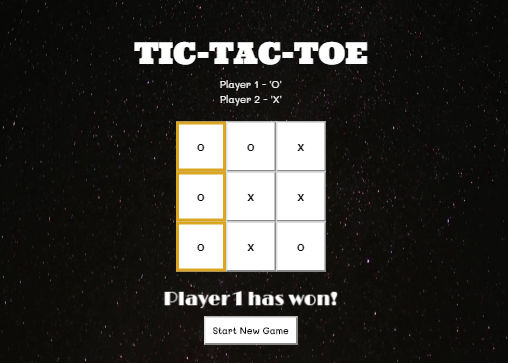 TIC-TAC-TOE
Player 1 - 'O'
Player 2 - 'X'
O O X
O X X
O X O
Player 1 has won!
Start New Game